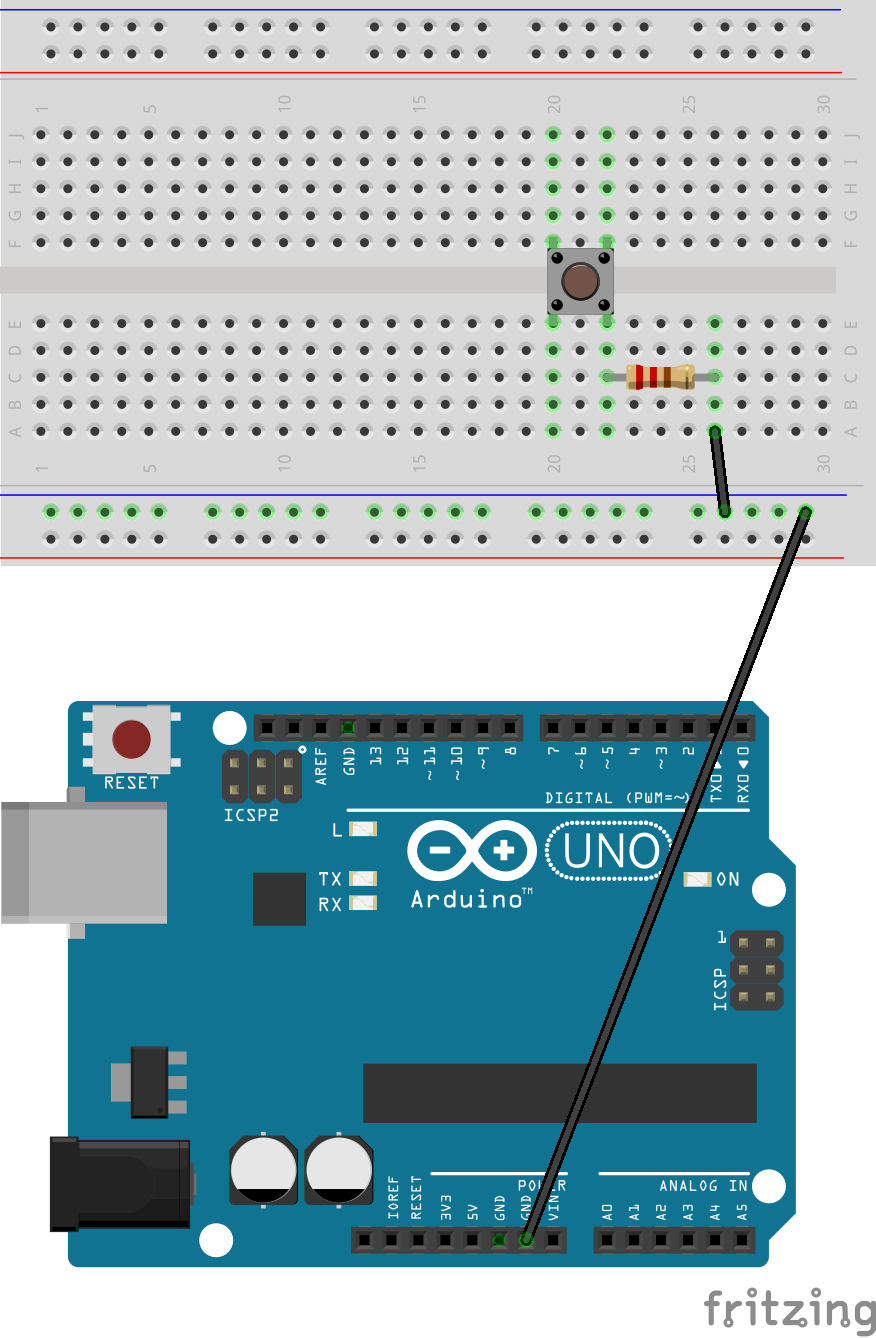 1 5 10 15 20 25 30
J J
I I
H H
G G
F F
E E
D D
C C
B B
A A
1 5 10 15 20 25 30
RESET
AREF GND 13 12 ~11 ~10 ~9 8 7 ~6 ~5 4 ~3 2 TX0▶ RX0◀0
ICSP2
DIGITAL (PWM=~)
L
TX
RX
UNO
Arduino™
ON
1
ICSP
POWER
ANALOG IN
IOREF RESET 3V3 5V GND GND VIN A0 A1 A2 A3 A4 A5
fritzing